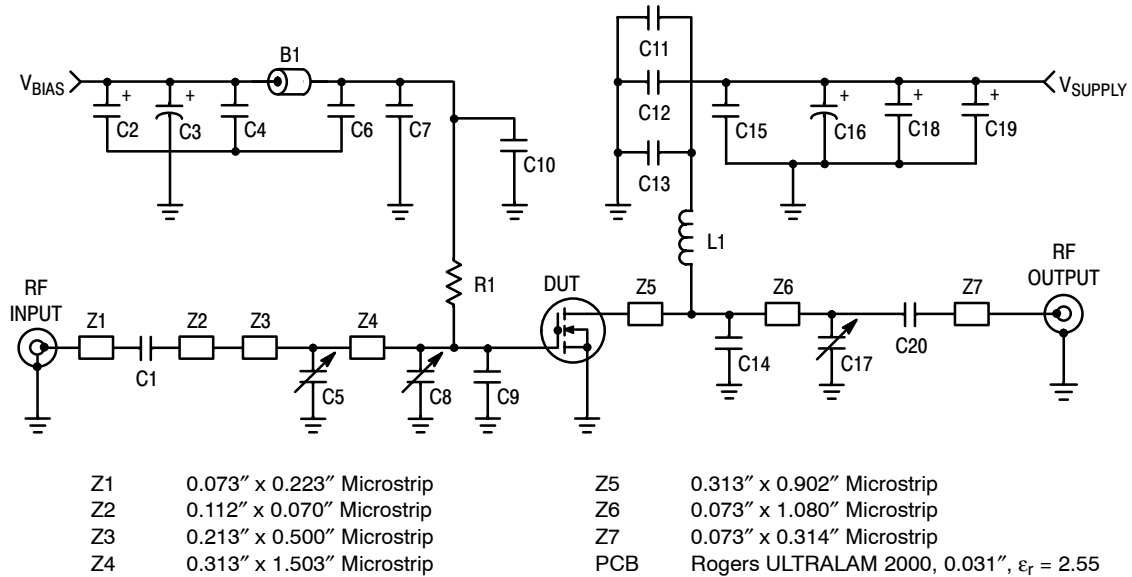 B1
V_BIAS
+
+
C2
C3
C4
C6
C7
C10
C11
C12
C13
V_SUPPLY
+
+
+
C15
C16
C18
C19
L1
R1
RF
INPUT
Z1
C1
Z2
Z3
C5
Z4
C8
C9
DUT
Z5
C14
Z6
C17
C20
Z7
RF
OUTPUT
Z1 0.073″ x 0.223″ Microstrip
Z2 0.112″ x 0.070″ Microstrip
Z3 0.213″ x 0.500″ Microstrip
Z4 0.313″ x 1.503″ Microstrip
Z5 0.313″ x 0.902″ Microstrip
Z6 0.073″ x 1.080″ Microstrip
Z7 0.073″ x 0.314″ Microstrip
PCB Rogers ULTRALAM 2000, 0.031″, εr = 2.55